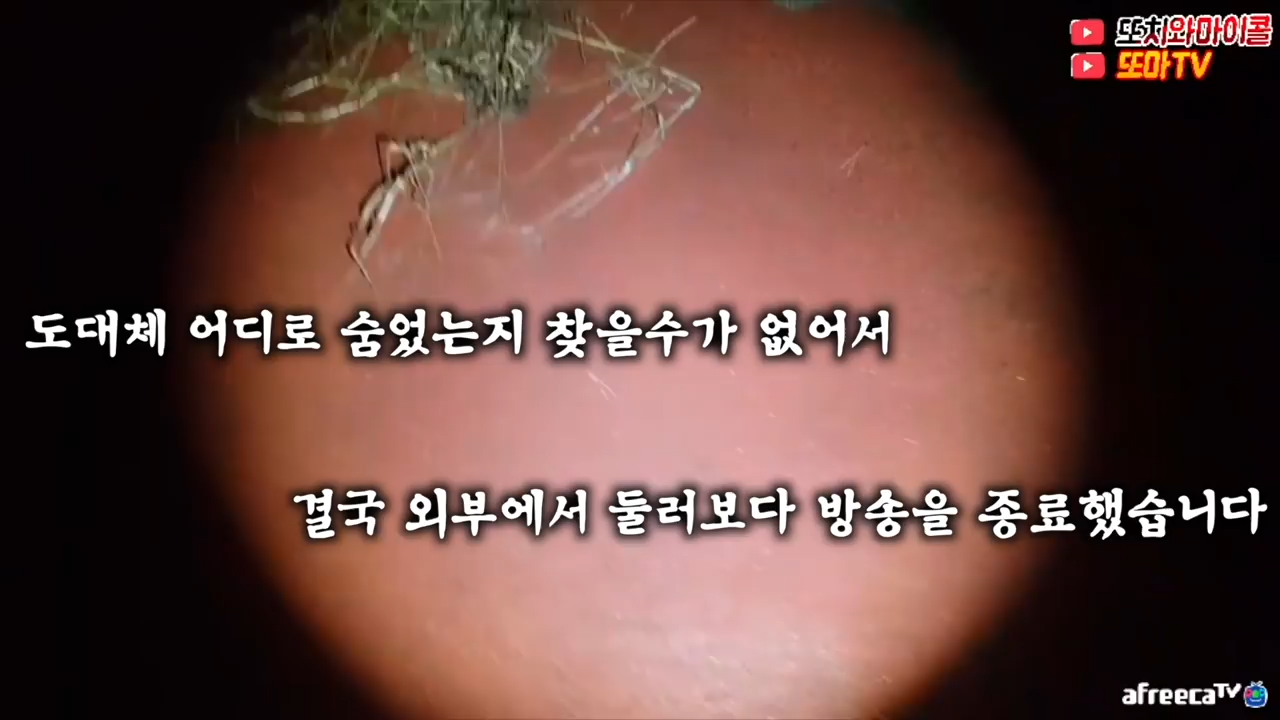 또치와마이콜
또마TV
도대체 어디로 숨었는지 찾을수가 없어서
결국 외부에서 둘러보다 방송을 종료했습니다
afreecaTV